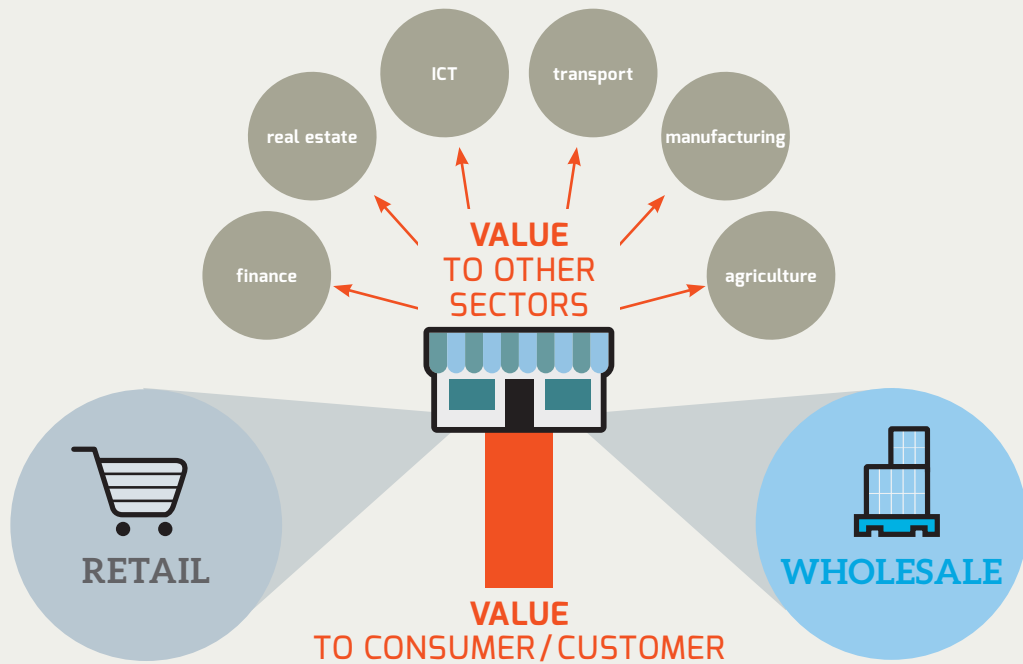 ICT
transport
real estate
manufacturing
VALUE
TO OTHER
SECTORS
finance
agriculture
RETAIL
WHOLESALE
VALUE
TO CONSUMER/CUSTOMER